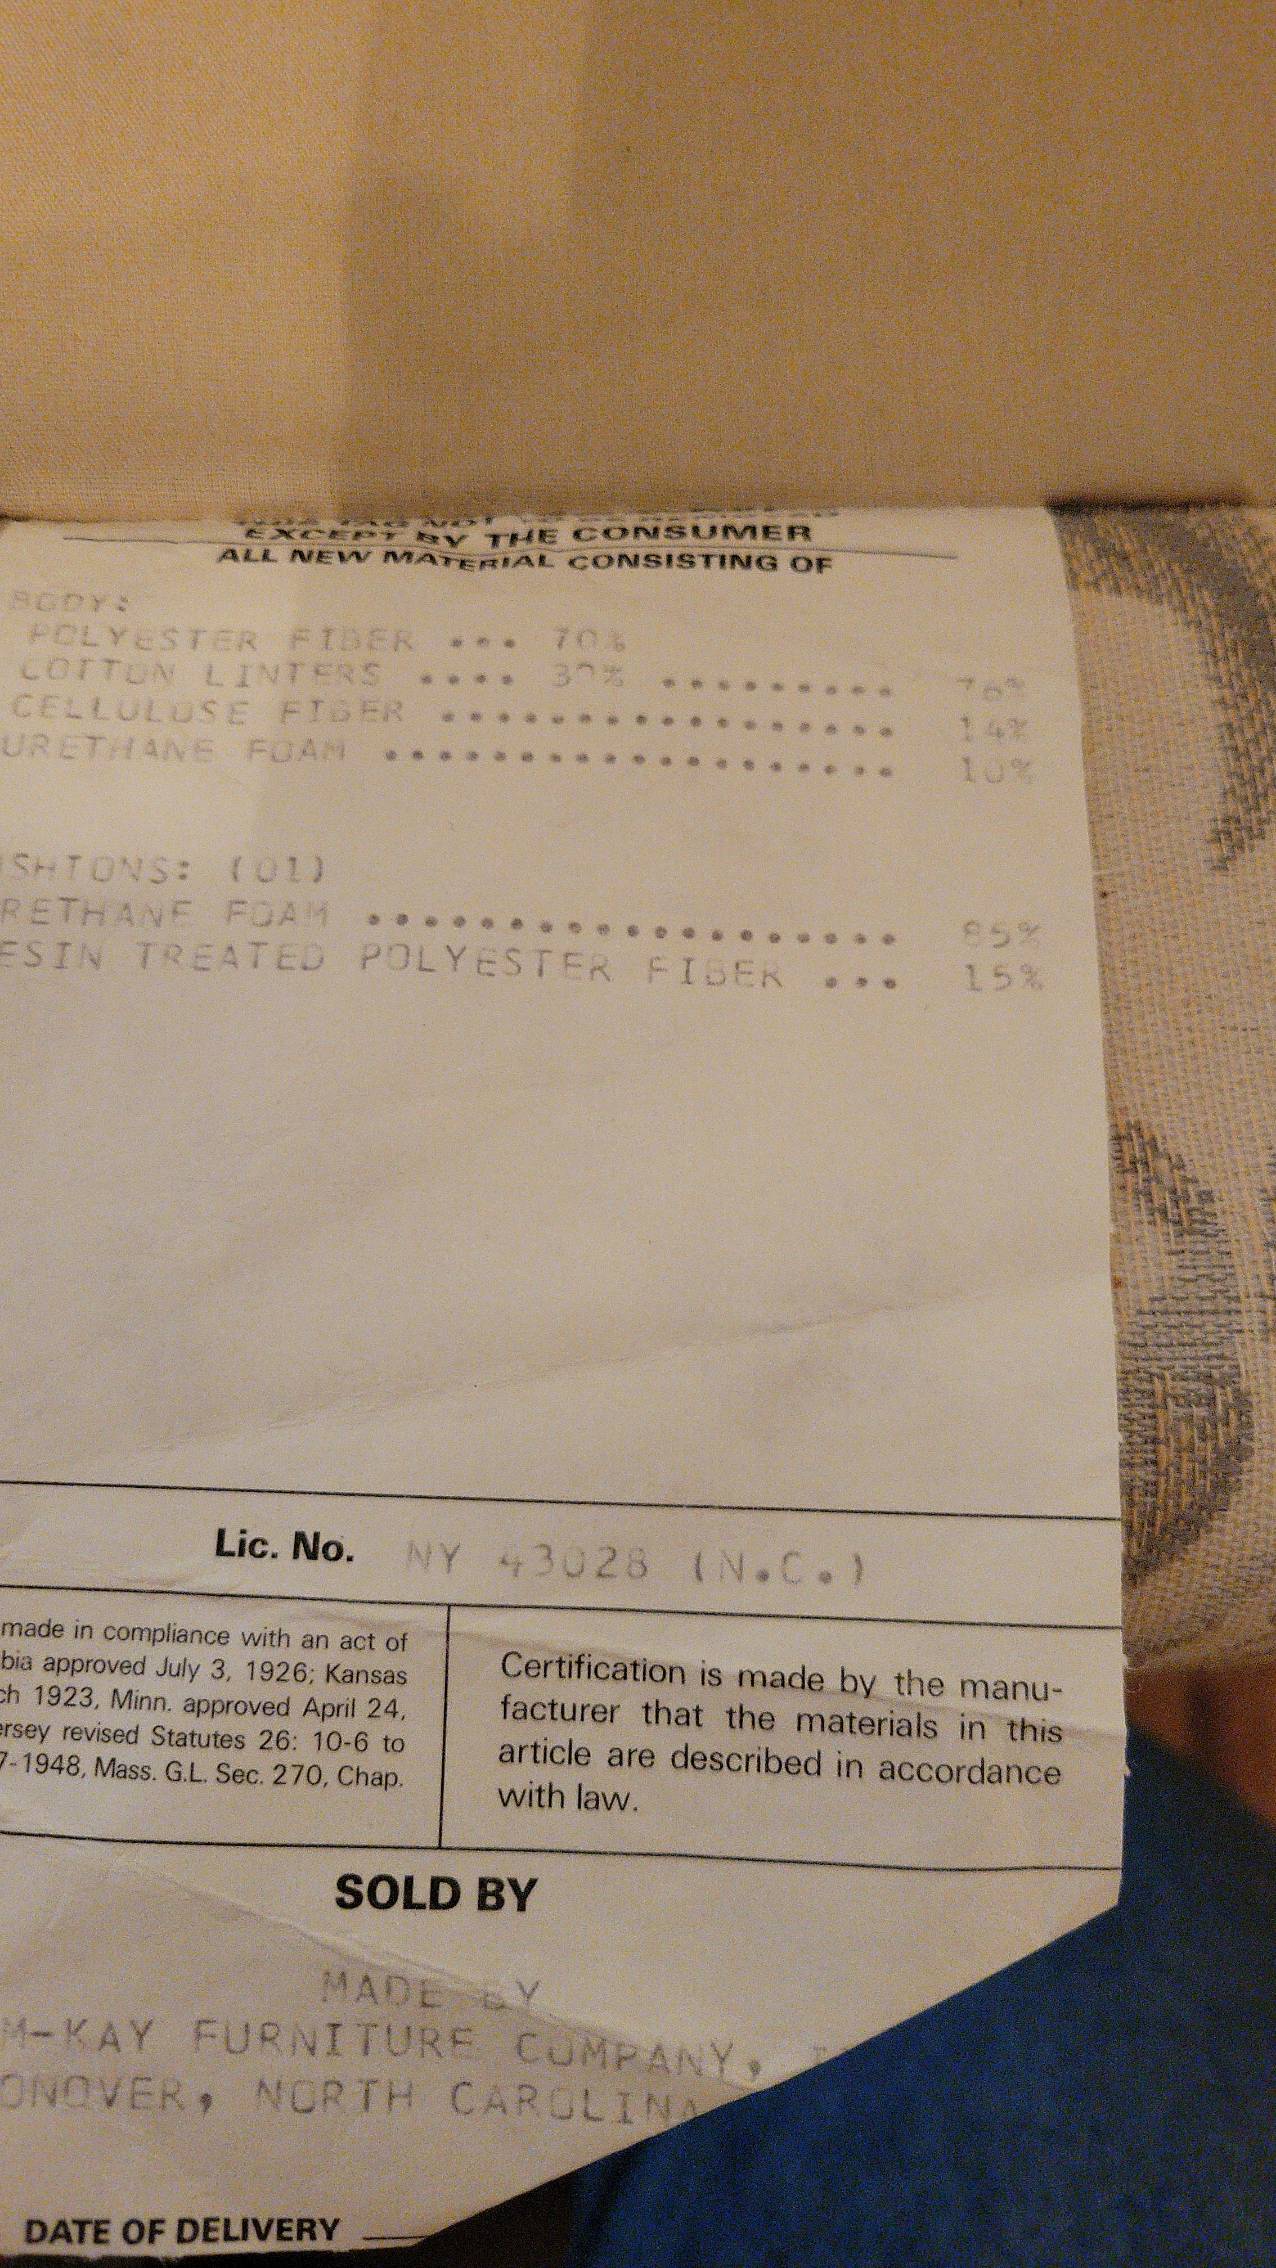 EXCEPT BY THE CONSUMER
ALL NEW MATERIAL CONSISTING OF
BODY:
POLYESTER FIBER ... 70%
COTTON LINTERS .... 30% ......... 76%
CELLULOSE FIBER .................. 14%
URETHANE FOAM .................... 10%
SHIONS: (01)
RETHANE FOAM ................... 85%
ESIN TREATED POLYESTER FIBER ... 15%
Lic. No. NY 43028 (N.C.)
made in compliance with an act of
bia approved July 3, 1926; Kansas
ch 1923, Minn. approved April 24,
ersey revised Statutes 26: 10-6 to
7-1948, Mass. G.L. Sec. 270, Chap.
Certification is made by the manu-
facturer that the materials in this
article are described in accordance
with law.
SOLD BY
MADE BY
M-KAY FURNITURE COMPANY,
ONOVER, NORTH CAROLINA
DATE OF DELIVERY